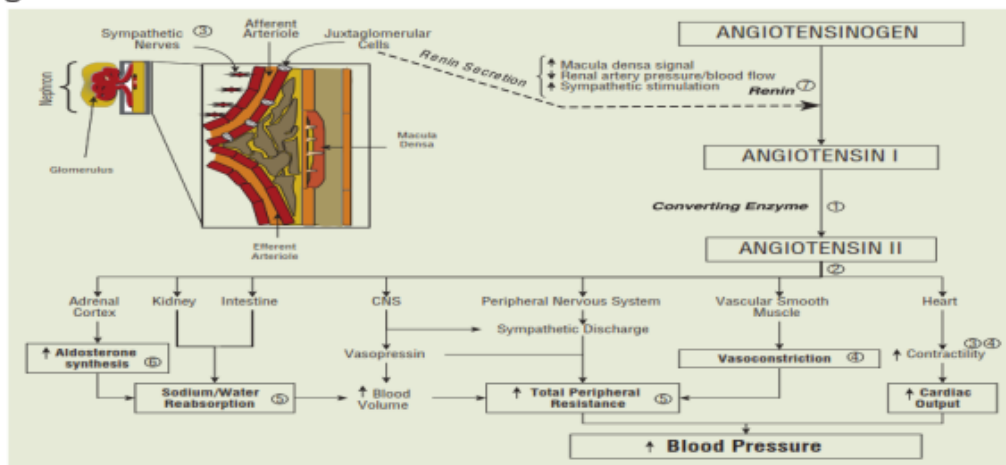 Sympathetic ③
Nerves
Afferent
Arteriole
Juxtaglomerular
Cells
Nephron
Glomerulus
Macula
Densa
Efferent
Arteriole
Renin Secretion
↑ Macula densa signal
↓ Renal artery pressure/blood flow
↑ Sympathetic stimulation
ANGIOTENSINOGEN
Renin ⑦
ANGIOTENSIN I
Converting Enzyme ①
ANGIOTENSIN II
②
Adrenal
Cortex
Kidney
Intestine
CNS
Peripheral Nervous System
Vascular Smooth
Muscle
Heart
Sympathetic Discharge
↑ Aldosterone
synthesis ⑥
Vasopressin
Vasoconstriction ④
③ ④
↑ Contractility
Sodium/Water
Reabsorption ⑤
↑ Blood
Volume
↑ Total Peripheral
Resistance ⑤
↑ Cardiac
Output
↑ Blood Pressure